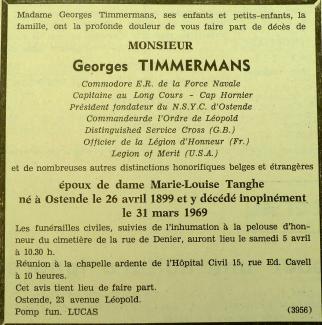 Madame Georges Timmermans, ses enfants et petits-enfants, la
famille, ont la profonde douleur de vous faire part de décès de
MONSIEUR
Georges TIMMERMANS
Commodore E.R. de la Force Navale
Capitaine au Long Cours - Cap Hornier
Président fondateur du N.S.Y.C. d'Ostende
Commandeurde l'Ordre de Léopold
Distinguished Service Cross (G.B.)
Officier de la Légion d'Honneur (Fr.)
Legion of Merit (U.S.A.)
et de nombreuses autres distinctions honorifiques belges et étrangères
époux de dame Marie-Louise Tanghe
né à Ostende le 26 avril 1899 et y décédé inopinément
le 31 mars 1969
Les funérailles civiles, suivies de l'inhumation à la pelouse d'hon-
neur du cimetière de la rue de Denier, auront lieu le samedi 5 avril
à 10.30 h.
Réunion à la chapelle ardente de l'Hôpital Civil 15, rue Ed. Cavell
à 10 heures.
Cet avis tient lieu de faire part.
Ostende, 23 avenue Léopold.
Pomp fun. LUCAS (3956)